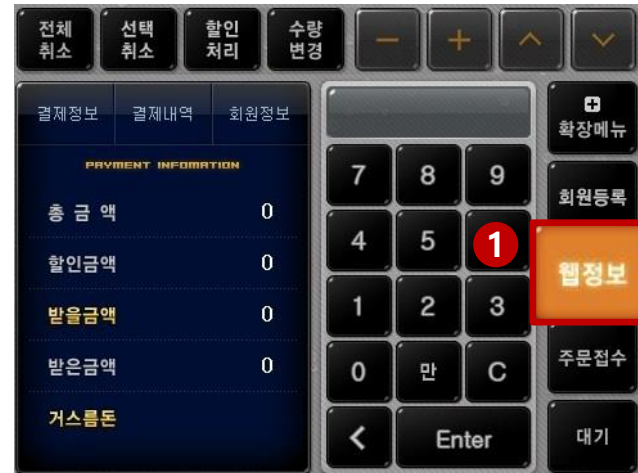 전체
취소
선택
취소
할인
처리
수량
변경
−
+
결제정보 결제내역 회원정보
PAYMENT INFOMATION
총 금 액 0
할인금액 0
받을금액 0
받은금액 0
거스름돈
7 8 9
4 5 1
1 2 3
0 만 C
Enter
확장메뉴
회원등록
웹정보
주문접수
대기